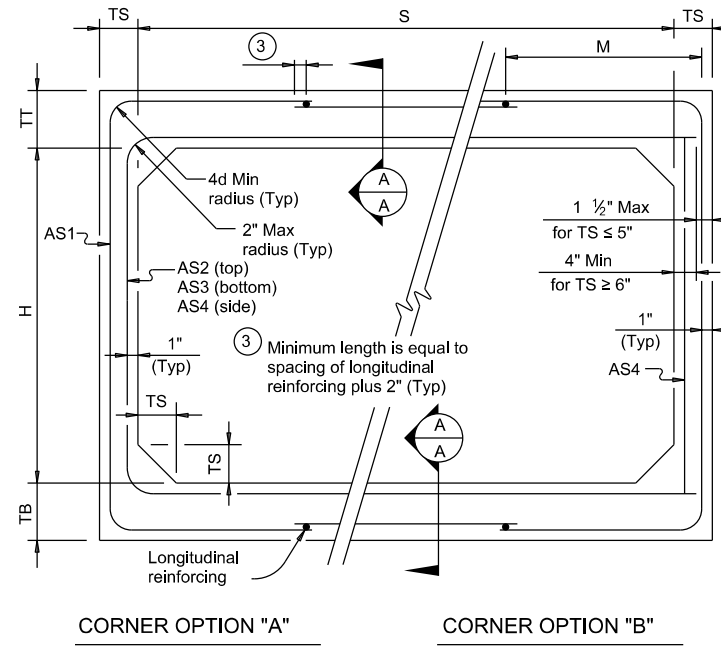 TS
S
TS
3
M
TT
4d Min
radius (Typ)
A
A
2" Max
radius (Typ)
1 ½" Max
for TS ≤ 5"
AS1
AS2 (top)
AS3 (bottom)
AS4 (side)
4" Min
for TS ≥ 6"
H
1"
(Typ)
3
Minimum length is equal to
spacing of longitudinal
reinforcing plus 2" (Typ)
1"
(Typ)
AS4
TS
A
A
TS
TB
Longitudinal
reinforcing
CORNER OPTION "A"
CORNER OPTION "B"